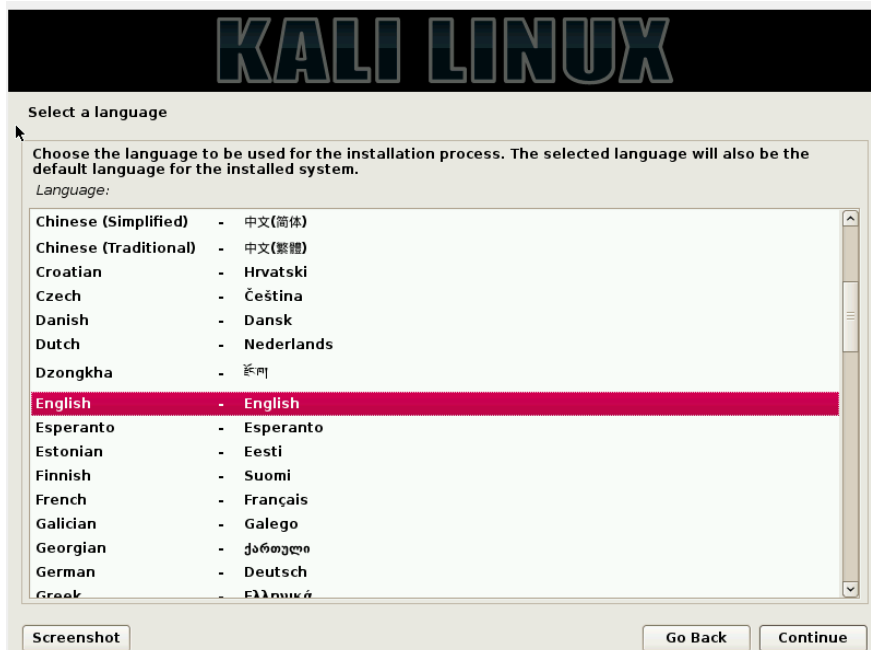 KALI LINUX
Select a language
Choose the language to be used for the installation process. The selected language will also be the
default language for the installed system.
Language:
Chinese (Simplified) - 中文(简体)
Chinese (Traditional) - 中文(繁體)
Croatian - Hrvatski
Czech - Čeština
Danish - Dansk
Dutch - Nederlands
Dzongkha - རྫོང་ཁ།
English - English
Esperanto - Esperanto
Estonian - Eesti
Finnish - Suomi
French - Français
Galician - Galego
Georgian - ქართული
German - Deutsch
Greek - Ελληνικά
Screenshot Go Back Continue